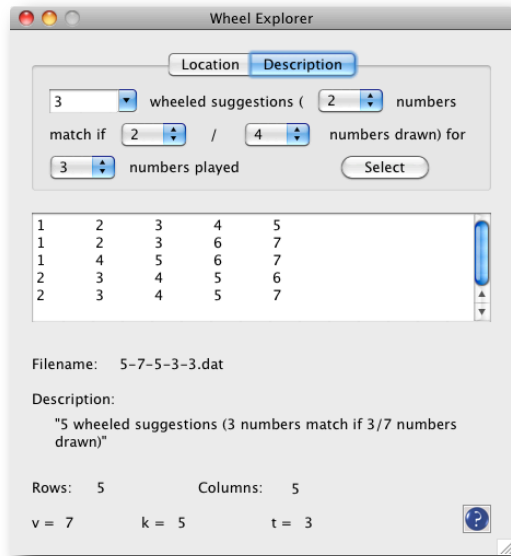 Wheel Explorer
Location Description
3 wheeled suggestions ( 2 numbers
match if 2 / 4 numbers drawn) for
3 numbers played Select
1 2 3 4 5
1 2 3 6 7
1 4 5 6 7
2 3 4 5 6
2 3 4 5 7
Filename: 5-7-5-3-3.dat
Description:
"5 wheeled suggestions (3 numbers match if 3/7 numbers
drawn)"
Rows: 5 Columns: 5
v = 7 k = 5 t = 3
?